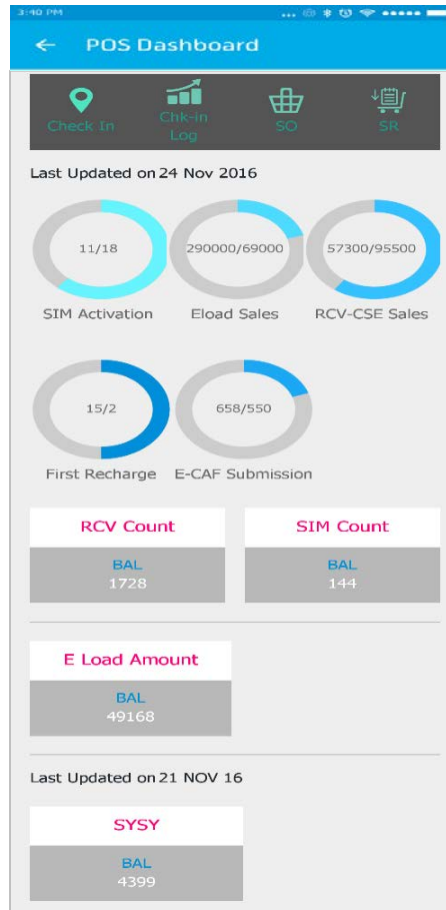 3:40 PM
POS Dashboard
Check In
Chk-in
Log
SO
SR
Last Updated on 24 Nov 2016
11/18
290000/69000
57300/95500
SIM Activation
Eload Sales
RCV-CSE Sales
15/2
658/550
First Recharge
E-CAF Submission
RCV Count
SIM Count
BAL
1728
BAL
144
E Load Amount
BAL
49168
Last Updated on 21 NOV 16
SYSY
BAL
4399